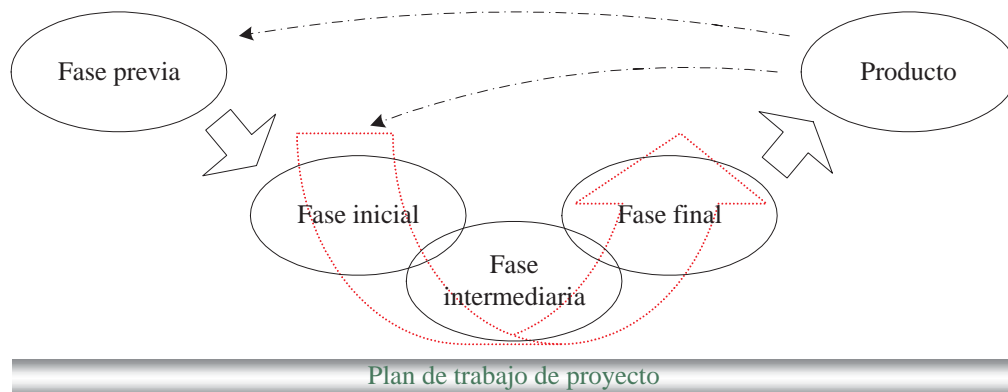 Fase previa
Producto
Fase inicial
Fase final
Fase
intermediaria
Plan de trabajo de proyecto